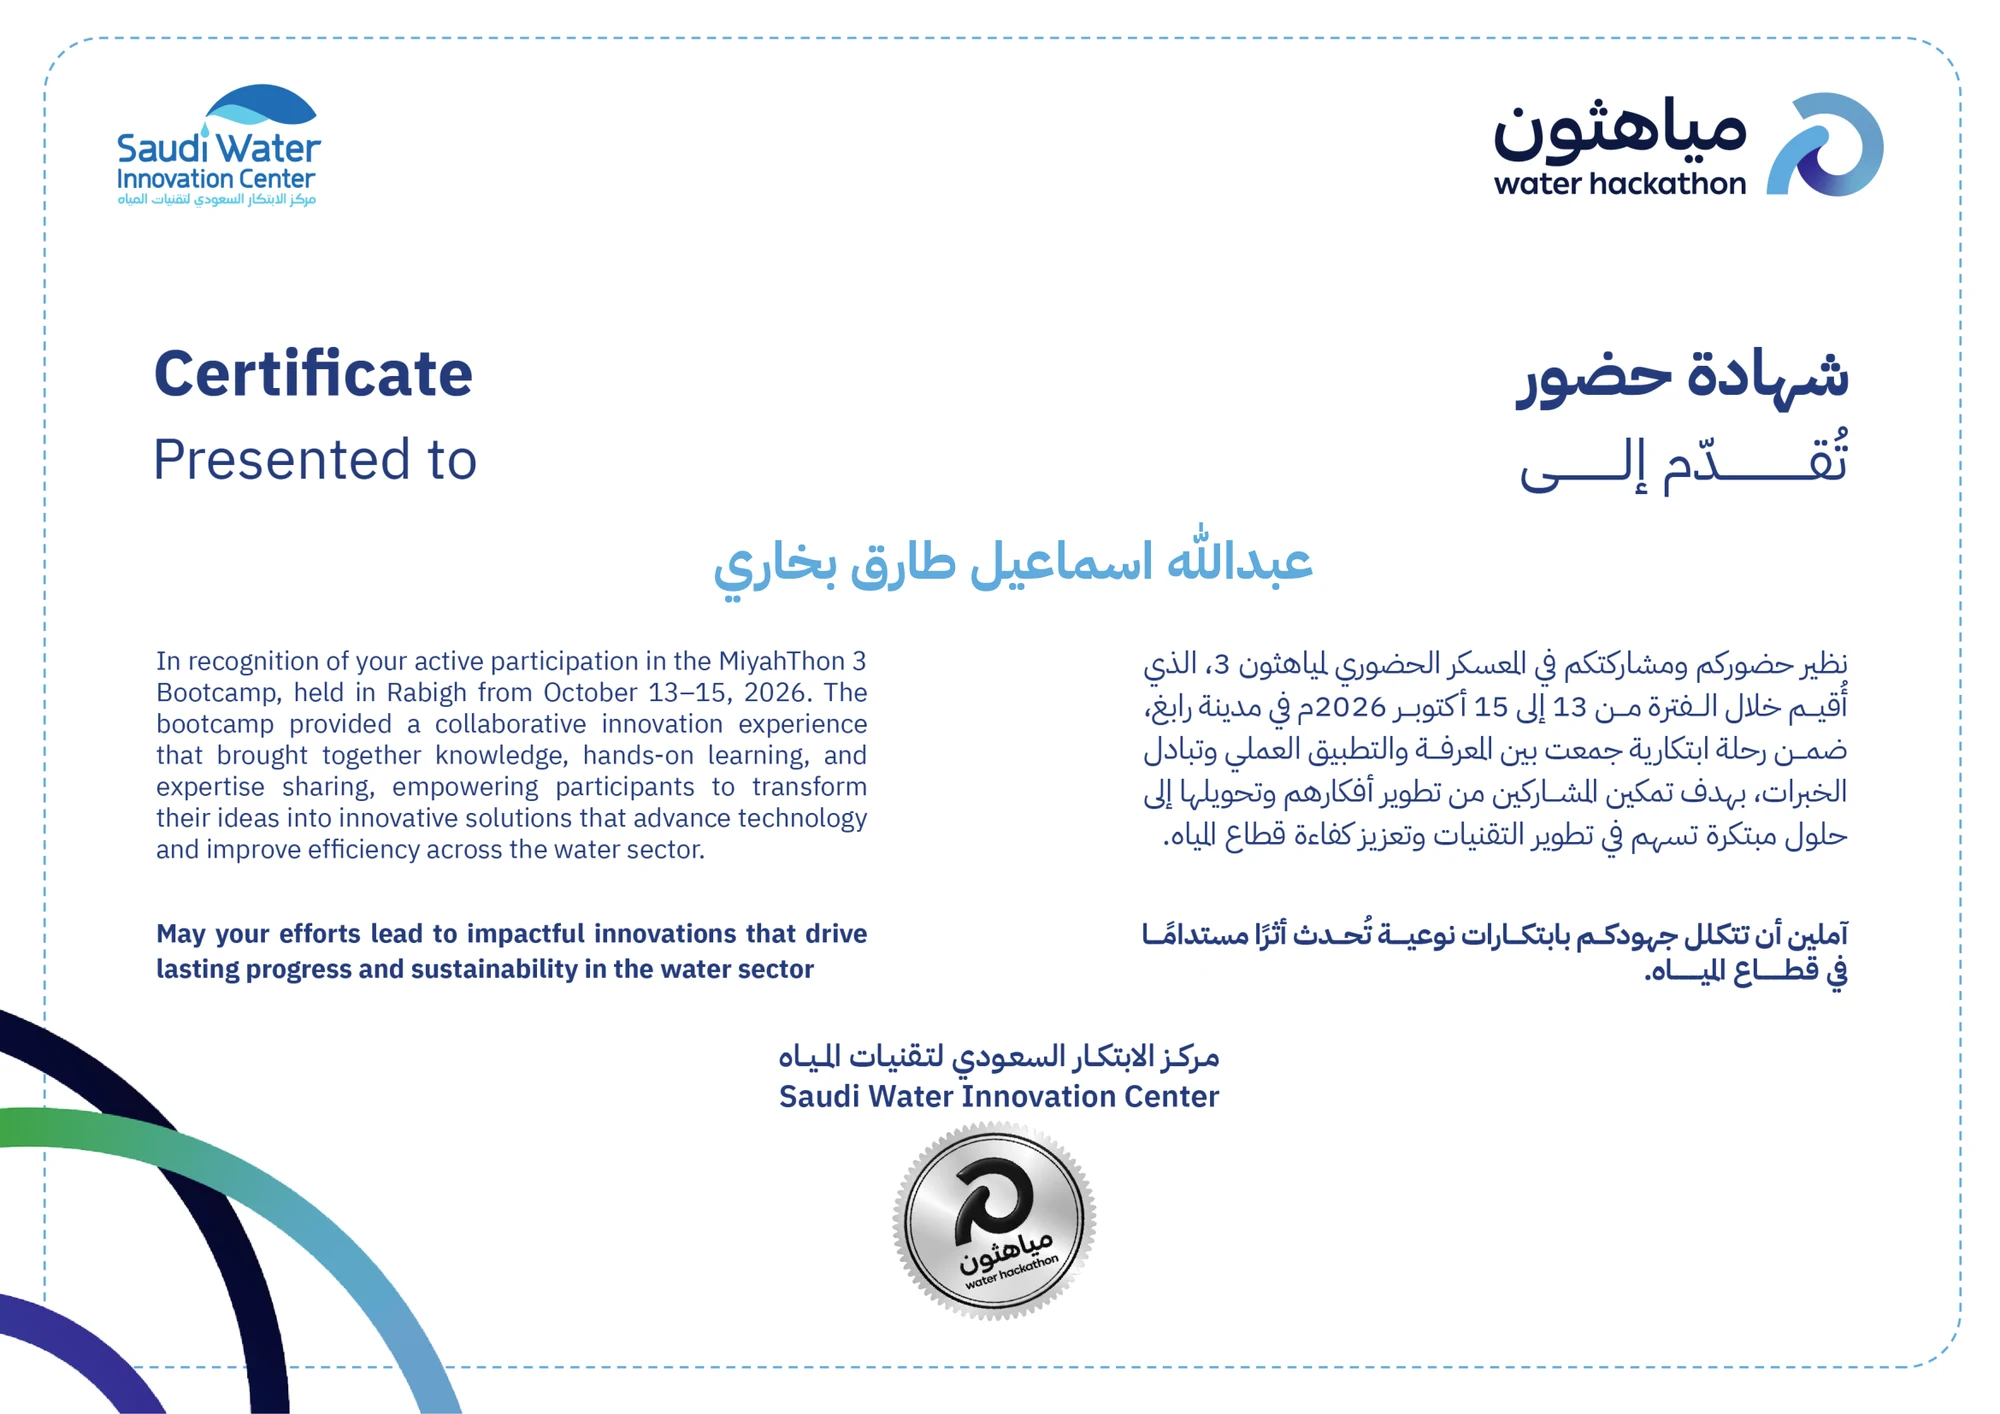 Saudi Water
Innovation Center
مركز الابتكار السعودي لتقنيات المياه
مياهثون
water hackathon
Certificate
Presented to
شهادة حضور
تُقـــــدّم إلـــــى
عبدالله اسماعيل طارق بخاري
In recognition of your active participation in the MiyahThon 3
Bootcamp, held in Rabigh from October 13–15, 2026. The
bootcamp provided a collaborative innovation experience
that brought together knowledge, hands-on learning, and
expertise sharing, empowering participants to transform
their ideas into innovative solutions that advance technology
and improve efficiency across the water sector.
May your efforts lead to impactful innovations that drive
lasting progress and sustainability in the water sector
نظير حضوركم ومشاركتكم في المعسكر الحضوري لمياهثون 3، الذي
أُقيـم خلال الـفترة مـن 13 إلى 15 أكتوبـر 2026م في مدينة رابغ،
ضمـن رحلة ابتكارية جمعت بين المعرفـة والتطبيق العملي وتبادل
الخبرات، بهدف تمكين المشـاركين من تطوير أفكارهم وتحويلها إلى
حلول مبتكرة تسهم في تطوير التقنيات وتعزيز كفاءة قطاع المياه.
آملين أن تتكلل جهودكـم بابتكـارات نوعيـة تُحـدث أثرًا مستدامًـا
في قطـــاع الميـــاه.
مركـز الابتكـار السعـودي لتقنيات الميـاه
Saudi Water Innovation Center
مياهثون
water hackathon